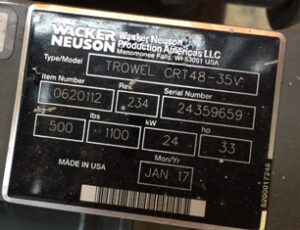 WACKER NEUSON
Wacker Neuson
Production Americas LLC
Menomonee Falls, WI 53051 USA
Type/Model TROWEL CRT48-35V
Item Number Rev. Serial Number
0620112 234 24359659
kg lbs kW hp
500 1100 24 33
Mon/Yr
MADE IN USA JAN 17
5200017248